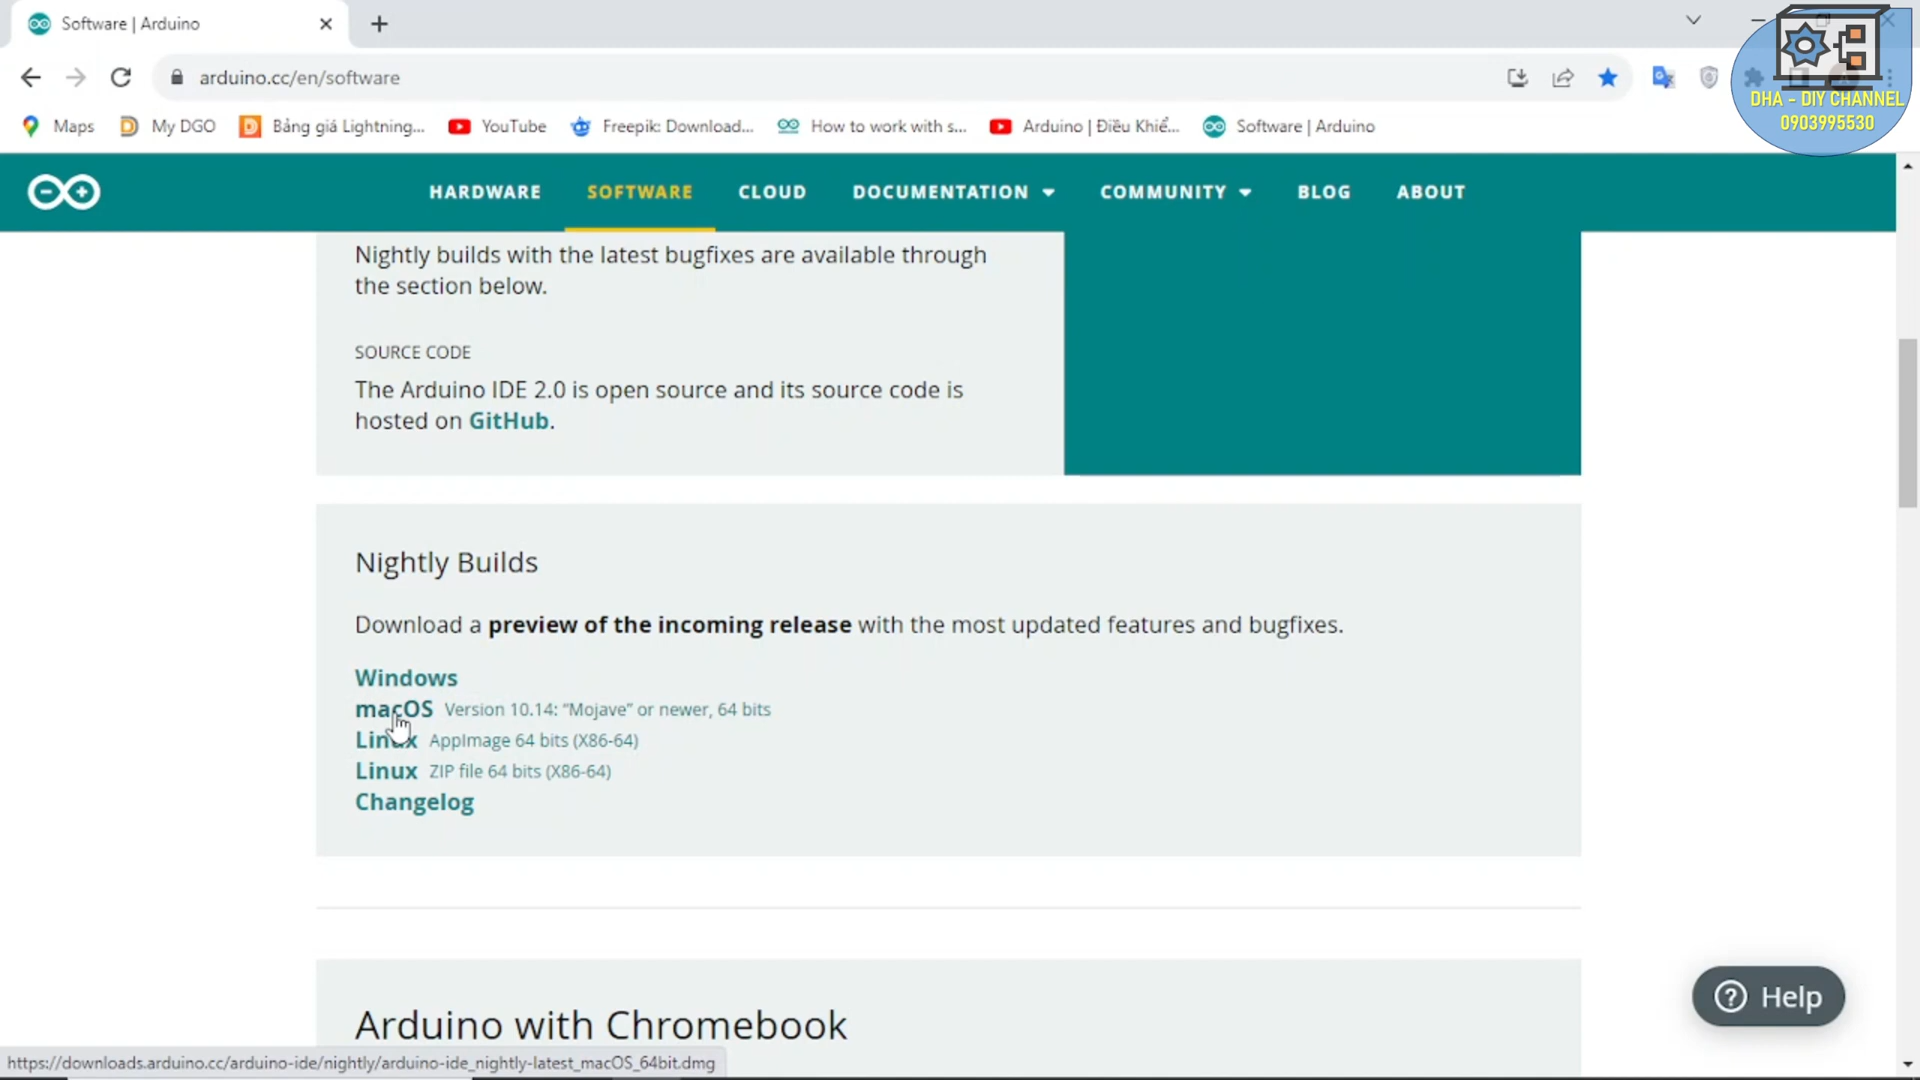 Software | Arduino
arduino.cc/en/software
Maps
My DGO
Bảng giá Lightning...
YouTube
Freepik: Download...
How to work with s...
Arduino | Điều Khiể...
Software | Arduino
DHA - DIY CHANNEL
0903995530
HARDWARE
SOFTWARE
CLOUD
DOCUMENTATION
COMMUNITY
BLOG
ABOUT
Nightly builds with the latest bugfixes are available through
the section below.
SOURCE CODE
The Arduino IDE 2.0 is open source and its source code is
hosted on GitHub.
Nightly Builds
Download a preview of the incoming release with the most updated features and bugfixes.
Windows
macOS Version 10.14: “Mojave” or newer, 64 bits
Linux AppImage 64 bits (X86-64)
Linux ZIP file 64 bits (X86-64)
Changelog
Arduino with Chromebook
Help
https://downloads.arduino.cc/arduino-ide/nightly/arduino-ide_nightly-latest_macOS_64bit.dmg